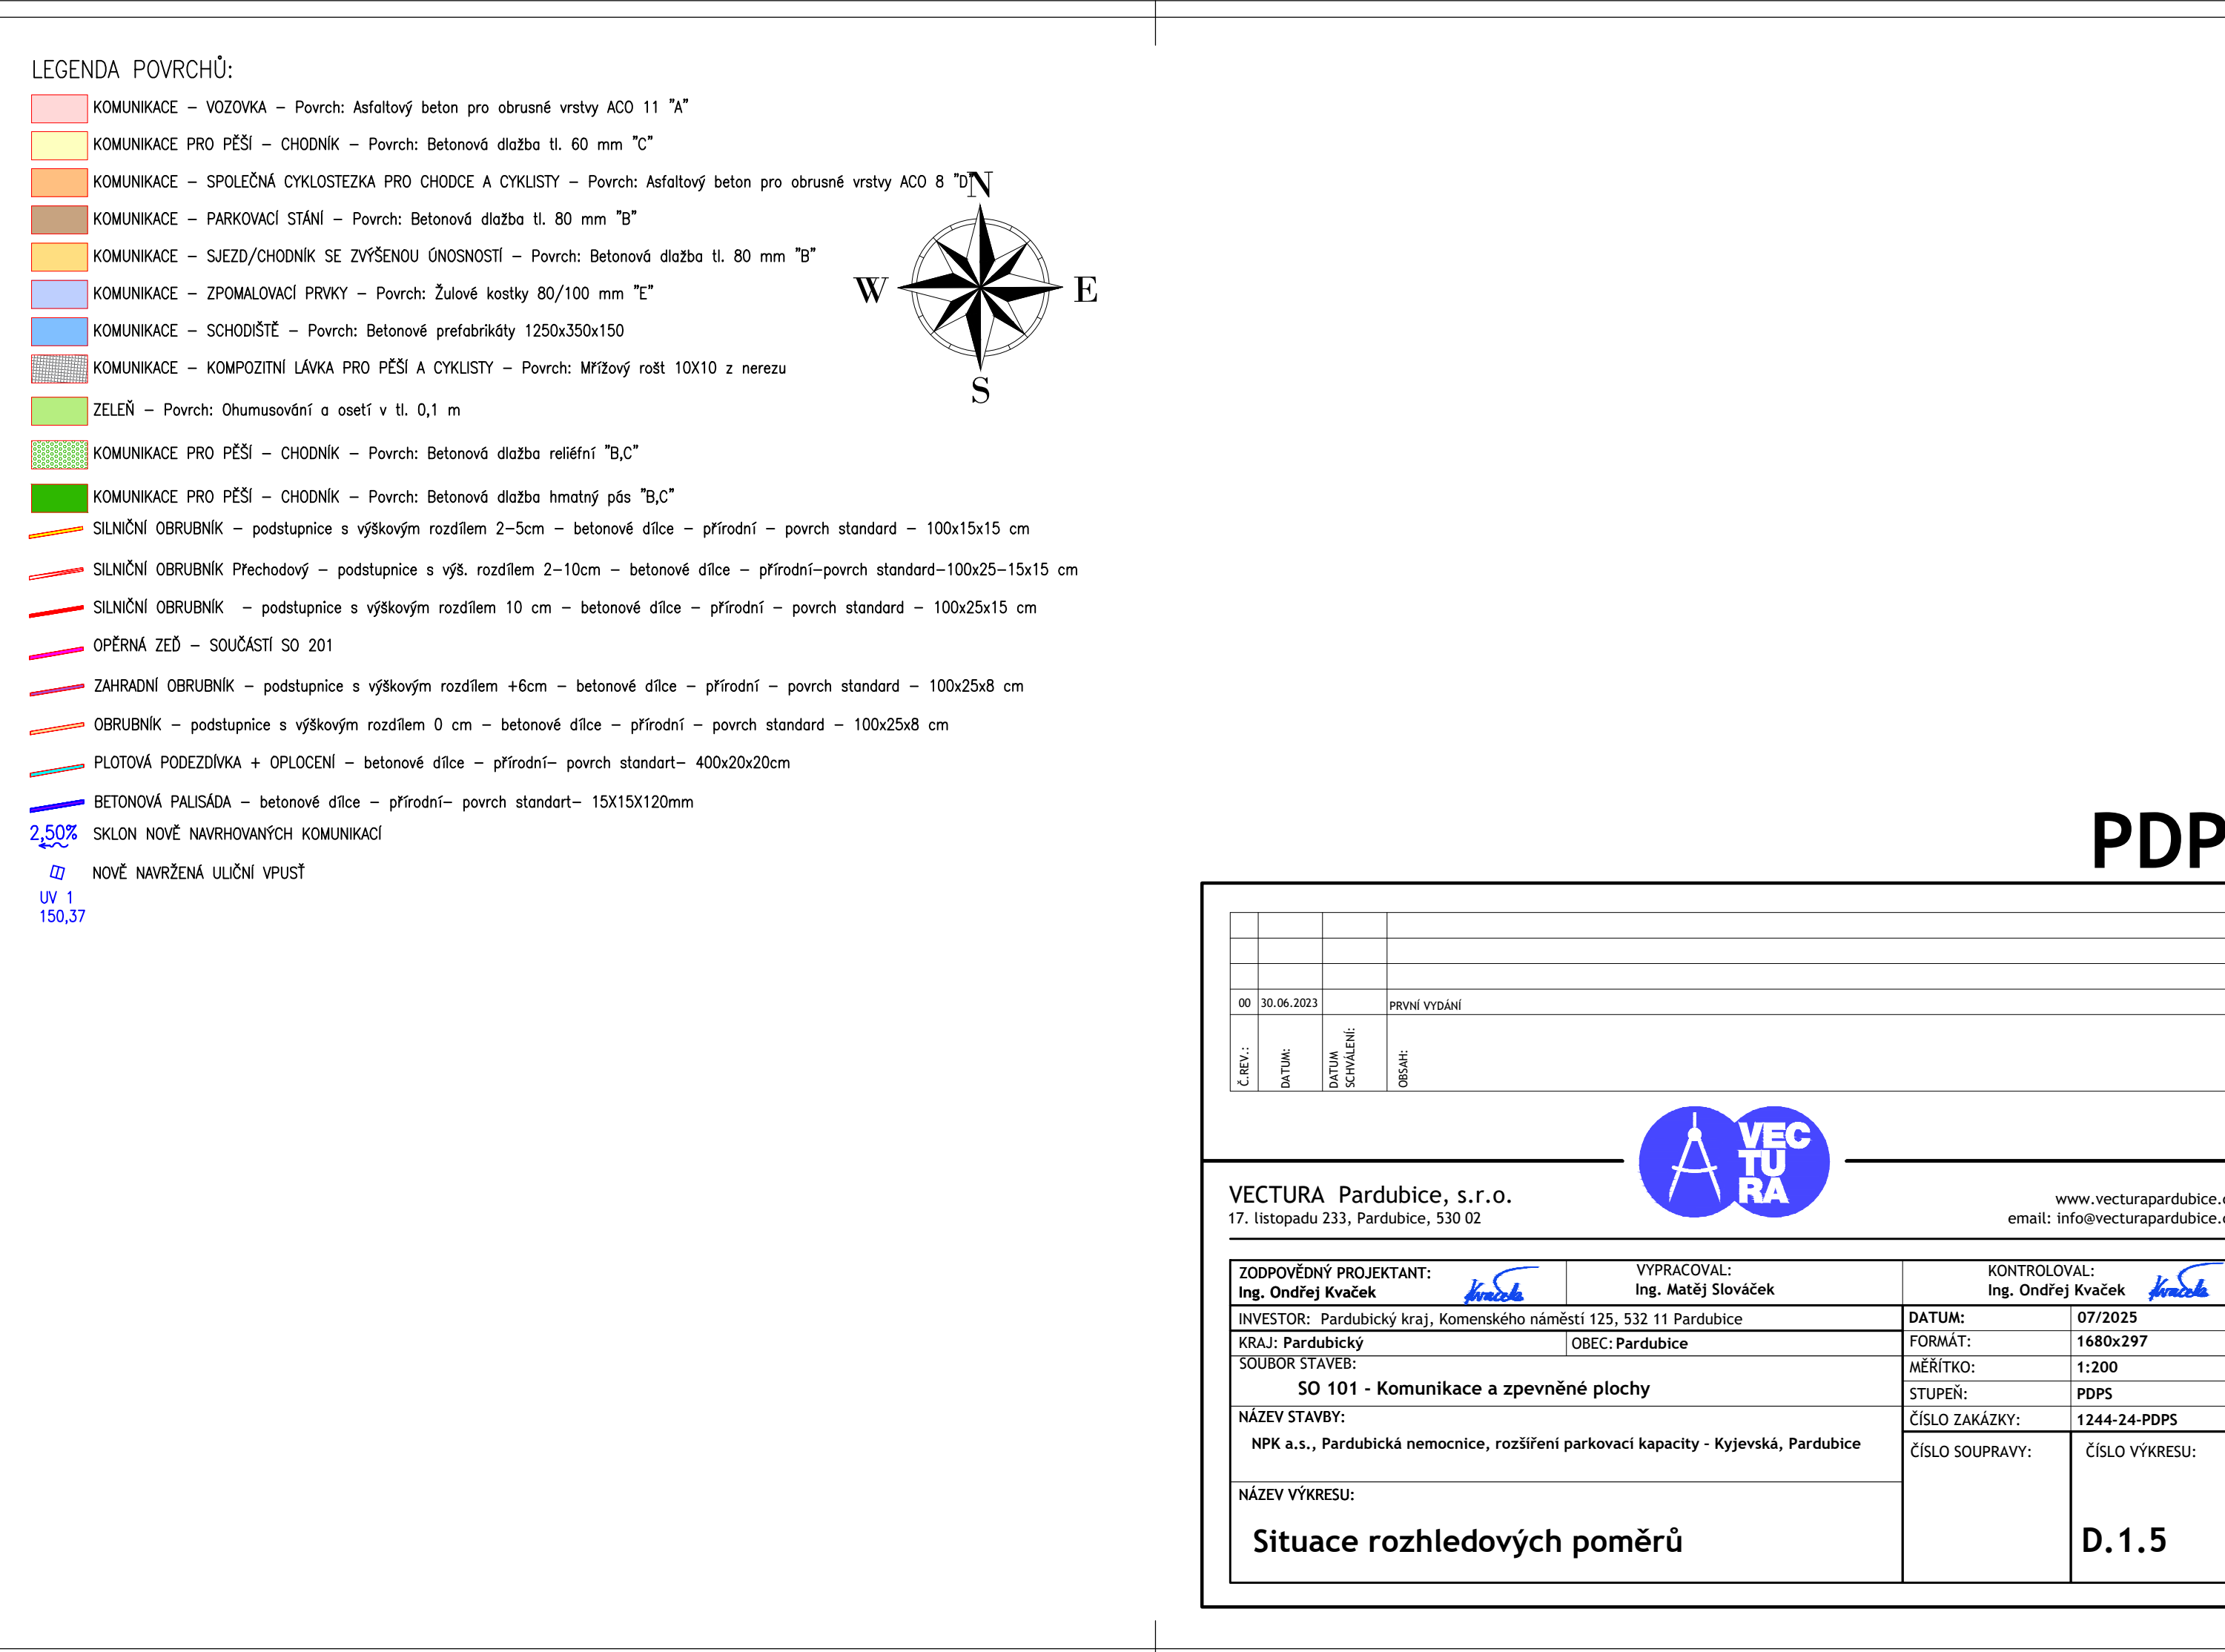 LEGENDA POVRCHŮ:
KOMUNIKACE – VOZOVKA – Povrch: Asfaltový beton pro obrusné vrstvy ACO 11 "A"
KOMUNIKACE PRO PĚŠÍ – CHODNÍK – Povrch: Betonová dlažba tl. 60 mm "C"
KOMUNIKACE – SPOLEČNÁ CYKLOSTEZKA PRO CHODCE A CYKLISTY – Povrch: Asfaltový beton pro obrusné vrstvy ACO 8 "D"
KOMUNIKACE – PARKOVACÍ STÁNÍ – Povrch: Betonová dlažba tl. 80 mm "B"
KOMUNIKACE – SJEZD/CHODNÍK SE ZVÝŠENOU ÚNOSNOSTÍ – Povrch: Betonová dlažba tl. 80 mm "B"
KOMUNIKACE – ZPOMALOVACÍ PRVKY – Povrch: Žulové kostky 80/100 mm "E"
KOMUNIKACE – SCHODIŠTĚ – Povrch: Betonové prefabrikáty 1250x350x150
KOMUNIKACE – KOMPOZITNÍ LÁVKA PRO PĚŠÍ A CYKLISTY – Povrch: Mřížový rošt 10X10 z nerezu
ZELEŇ – Povrch: Ohumusování a osetí v tl. 0,1 m
KOMUNIKACE PRO PĚŠÍ – CHODNÍK – Povrch: Betonová dlažba reliéfní "B,C"
KOMUNIKACE PRO PĚŠÍ – CHODNÍK – Povrch: Betonová dlažba hmatný pás "B,C"
SILNIČNÍ OBRUBNÍK – podstupnice s výškovým rozdílem 2–5cm – betonové dílce – přírodní – povrch standard – 100x15x15 cm
SILNIČNÍ OBRUBNÍK Přechodový – podstupnice s výš. rozdílem 2–10cm – betonové dílce – přírodní–povrch standard–100x25–15x15 cm
SILNIČNÍ OBRUBNÍK – podstupnice s výškovým rozdílem 10 cm – betonové dílce – přírodní – povrch standard – 100x25x15 cm
OPĚRNÁ ZEĎ – SOUČÁSTÍ SO 201
ZAHRADNÍ OBRUBNÍK – podstupnice s výškovým rozdílem +6cm – betonové dílce – přírodní – povrch standard – 100x25x8 cm
OBRUBNÍK – podstupnice s výškovým rozdílem 0 cm – betonové dílce – přírodní – povrch standard – 100x25x8 cm
PLOTOVÁ PODEZDÍVKA + OPLOCENÍ – betonové dílce – přírodní– povrch standart– 400x20x20cm
BETONOVÁ PALISÁDA – betonové dílce – přírodní– povrch standart– 15X15X120mm
2,50% SKLON NOVĚ NAVRHOVANÝCH KOMUNIKACÍ
NOVĚ NAVRŽENÁ ULIČNÍ VPUSŤ
UV 1
150,37
N
W E
S
PDP
00 30.06.2023 PRVNÍ VYDÁNÍ
Č.REV.:
DATUM:
DATUM
SCHVÁLENÍ:
OBSAH:
VEC
TU
RA
VECTURA Pardubice, s.r.o.
17. listopadu 233, Pardubice, 530 02
www.vecturapardubice.
email: info@vecturapardubice.
ZODPOVĚDNÝ PROJEKTANT:
Ing. Ondřej Kvaček
Kvaček
VYPRACOVAL:
Ing. Matěj Slováček
KONTROLOVAL:
Ing. Ondřej Kvaček
Kvaček
INVESTOR: Pardubický kraj, Komenského náměstí 125, 532 11 Pardubice
KRAJ: Pardubický
OBEC: Pardubice
SOUBOR STAVEB:
SO 101 - Komunikace a zpevněné plochy
NÁZEV STAVBY:
NPK a.s., Pardubická nemocnice, rozšíření parkovací kapacity – Kyjevská, Pardubice
NÁZEV VÝKRESU:
Situace rozhledových poměrů
DATUM: 07/2025
FORMÁT: 1680x297
MĚŘÍTKO: 1:200
STUPEŇ: PDPS
ČÍSLO ZAKÁZKY: 1244-24-PDPS
ČÍSLO SOUPRAVY:
ČÍSLO VÝKRESU:
D.1.5